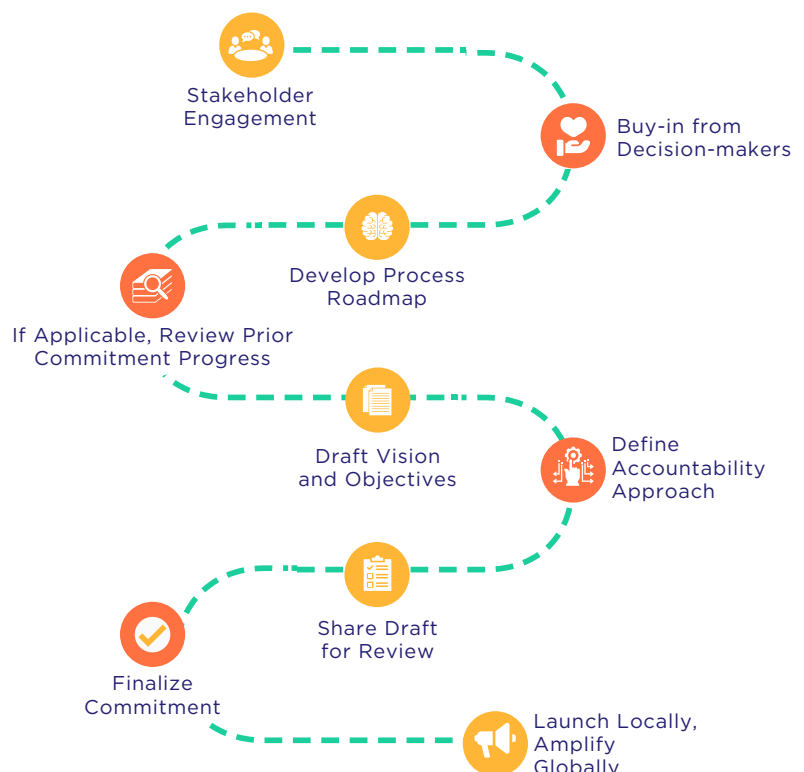 Stakeholder
Engagement
Buy-in from
Decision-makers
Develop Process
Roadmap
If Applicable, Review Prior
Commitment Progress
Draft Vision
and Objectives
Define
Accountability
Approach
Share Draft
for Review
Finalize
Commitment
Launch Locally,
Amplify
Globally